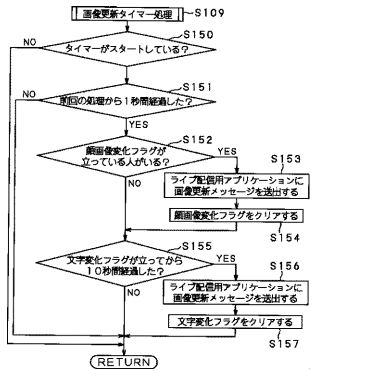 画像更新タイマー処理
S109
S150
NO
タイマーがスタートしている？
S151
NO
前回の処理から1秒間経過した？
YES
S152
顔画像変化フラグが
立っている人がいる？
YES
NO
S153
ライブ配信用アプリケーションに
画像更新メッセージを送出する
顔画像変化フラグをクリアする
S154
S155
文字変化フラグが立ってから
10秒間経過した？
YES
NO
S156
ライブ配信用アプリケーションに
画像更新メッセージを送出する
文字変化フラグをクリアする
S157
RETURN